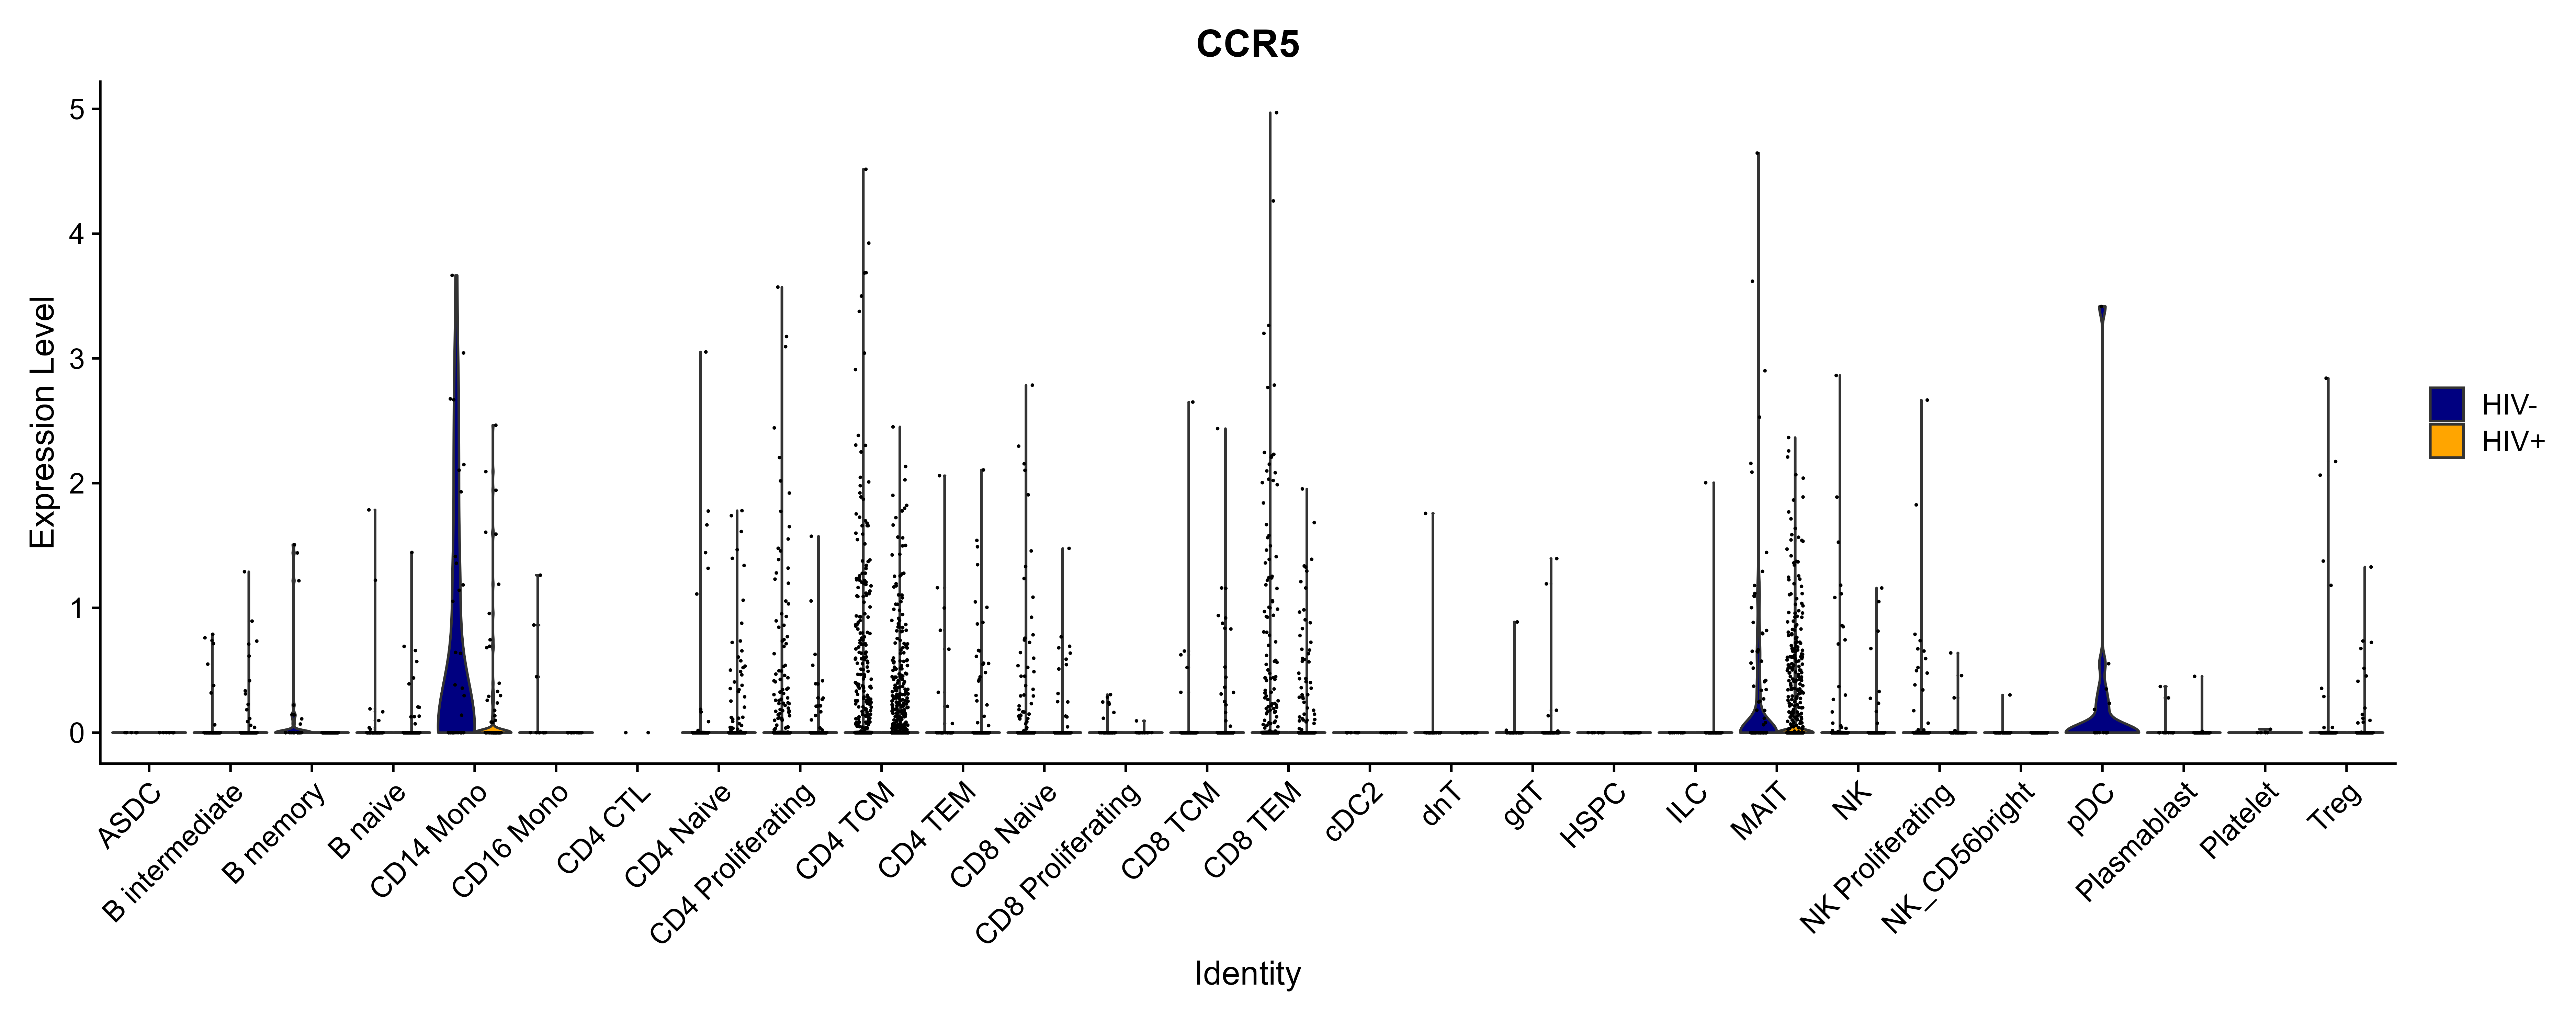 CCR5
Expression Level
5
4
3
2
1
0
ASDC
B intermediate
B memory
B naive
CD14 Mono
CD16 Mono
CD4 CTL
CD4 Naive
CD4 Proliferating
CD4 TCM
CD4 TEM
CD8 Naive
CD8 Proliferating
CD8 TCM
CD8 TEM
cDC2
dnT
gdT
HSPC
ILC
MAIT
NK
NK Proliferating
NK_CD56bright
pDC
Plasmablast
Platelet
Treg
Identity
HIV-
HIV+